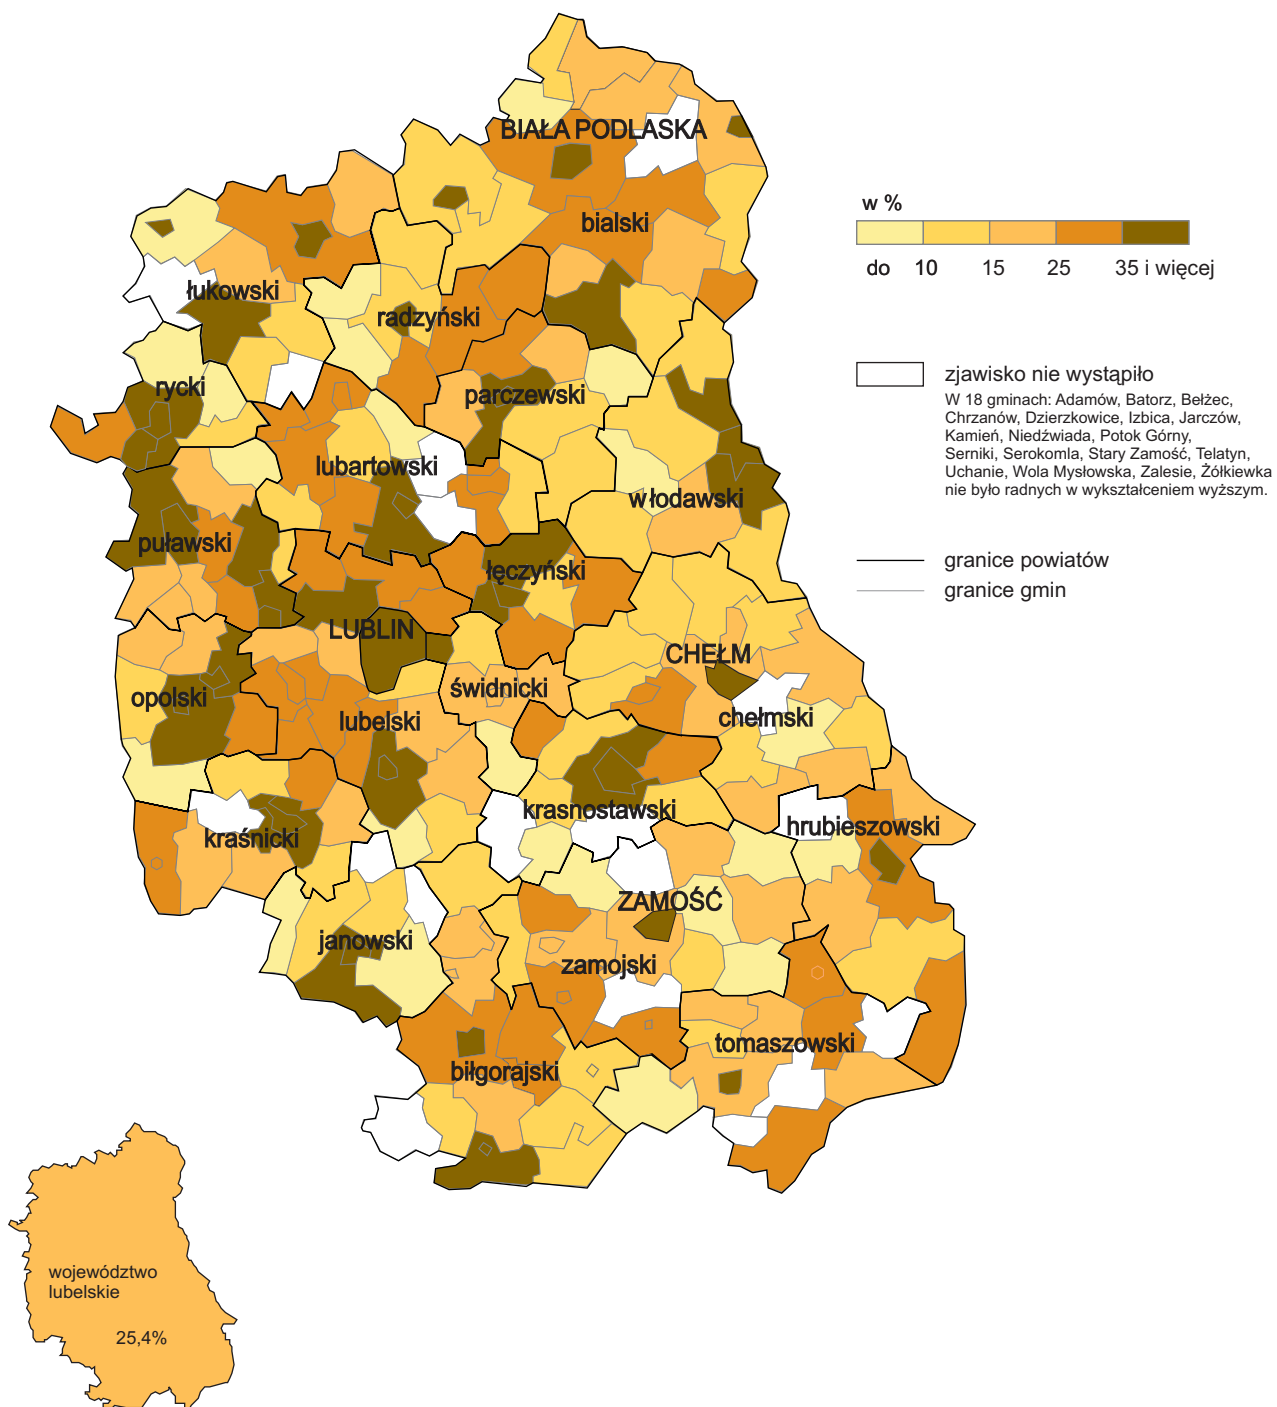 BIAŁA PODLASKA
bialski
w %
do 10 15 25 35 i więcej
łukowski
radzyński
zjawisko nie wystąpiło
W 18 gminach: Adamów, Batorz, Bełżec,
Chrzanów, Dzierzkowice, Izbica, Jarczów,
Kamień, Niedźwiada, Potok Górny,
Serniki, Serokomla, Stary Zamość, Telatyn,
Uchanie, Wola Mysłowska, Zalesie, Żółkiewka
nie było radnych w wykształceniem wyższym.
rycki
parczewski
lubartowski
włodawski
puławski
łęczyński
granice powiatów
granice gmin
LUBLIN
CHEŁM
opolski
świdnicki
lubelski
chełmski
krasnostawski
hrubieszowski
kraśnicki
ZAMOŚĆ
janowski
zamojski
tomaszowski
biłgorajski
województwo
lubelskie
25,4%